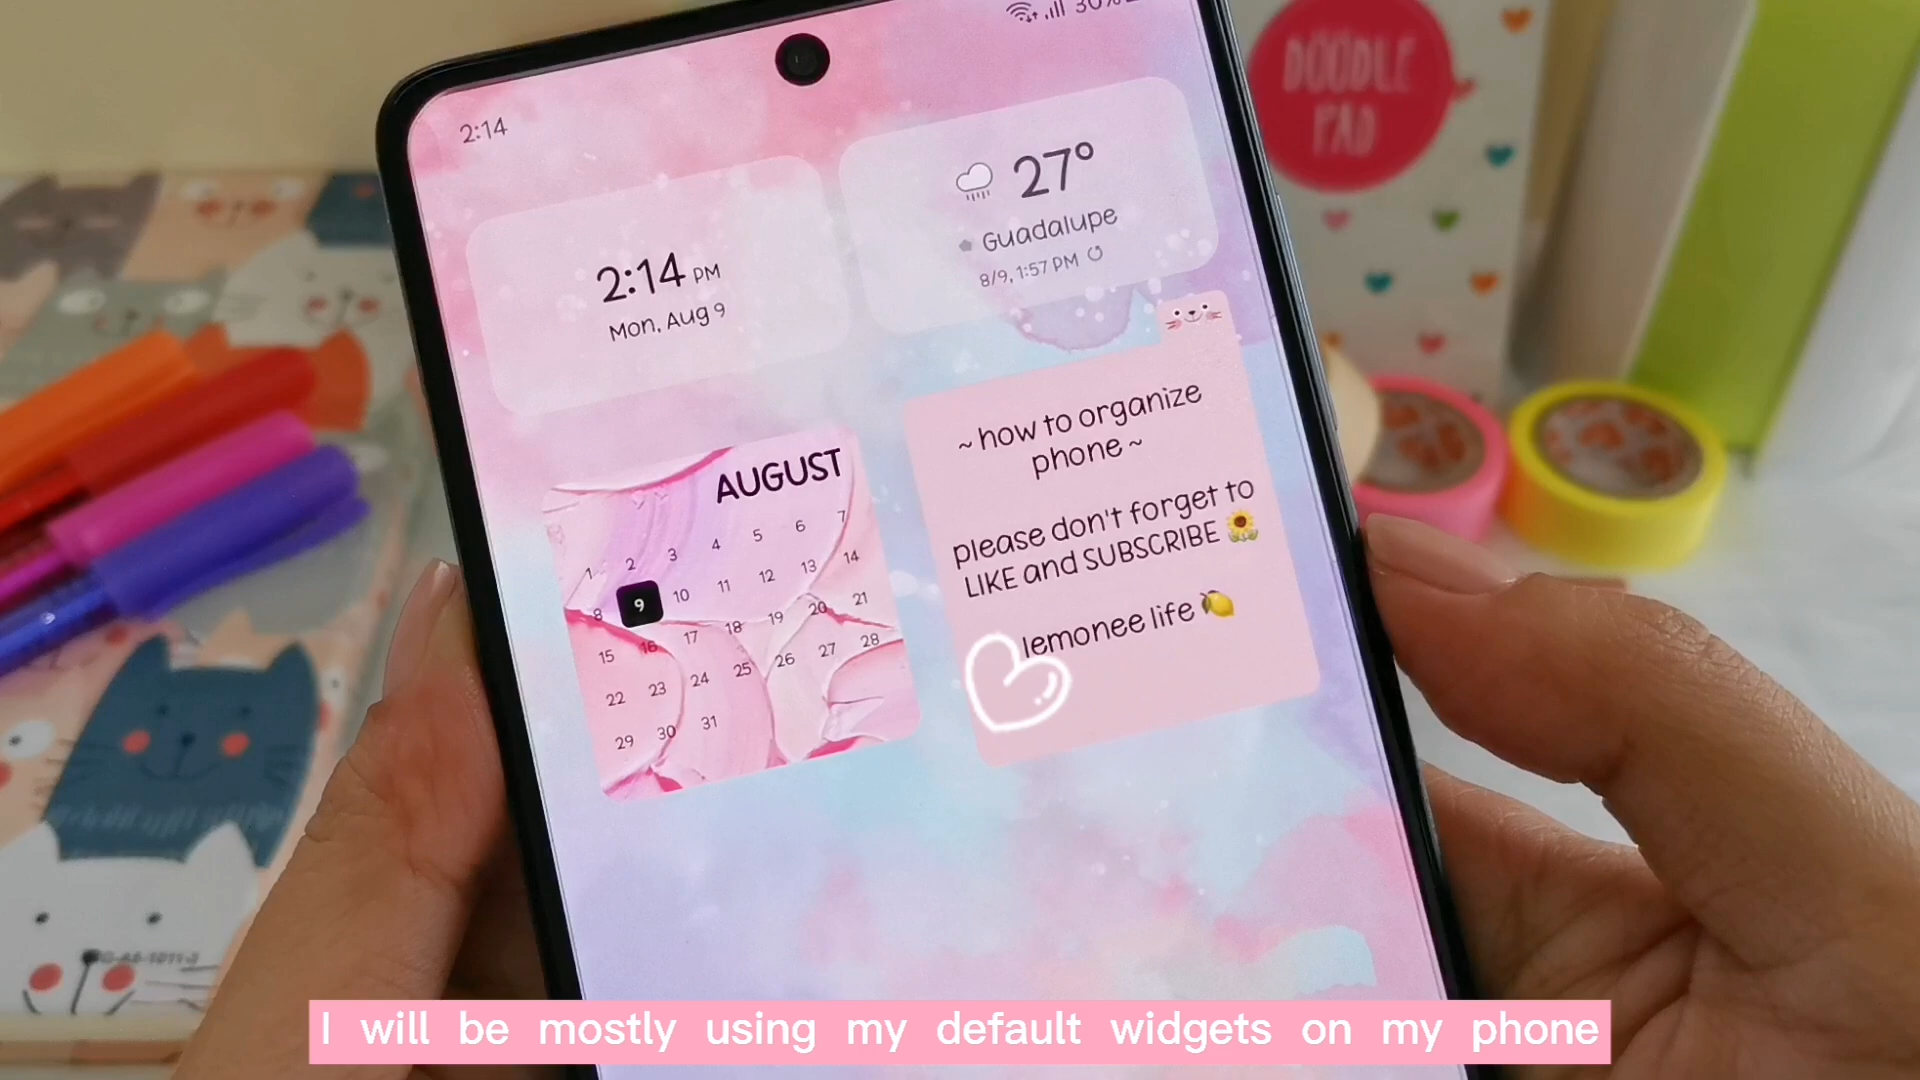 2:14
DOODLE
PAD
2:14 PM
Mon, Aug 9
27°
Guadalupe
8/9, 1:57 PM
AUGUST
1 2 3 4 5 6 7
8 9 10 11 12 13 14
15 16 17 18 19 20 21
22 23 24 25 26 27 28
29 30 31
~ how to organize
phone ~
please don't forget to
LIKE and SUBSCRIBE 🌻
lemonee life 🍋
I will be mostly using my default widgets on my phone